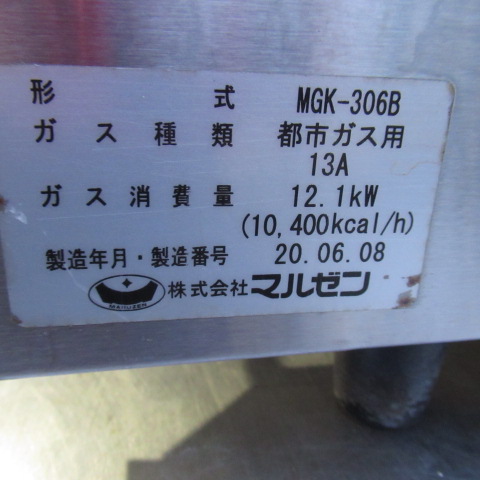 形 式 MGK-306B
ガス種類 都市ガス用
13A
ガス消費量 12.1kW
(10,400kcal/h)
製造年月・製造番号 20.06.08
MARUZEN 株式会社マルゼン